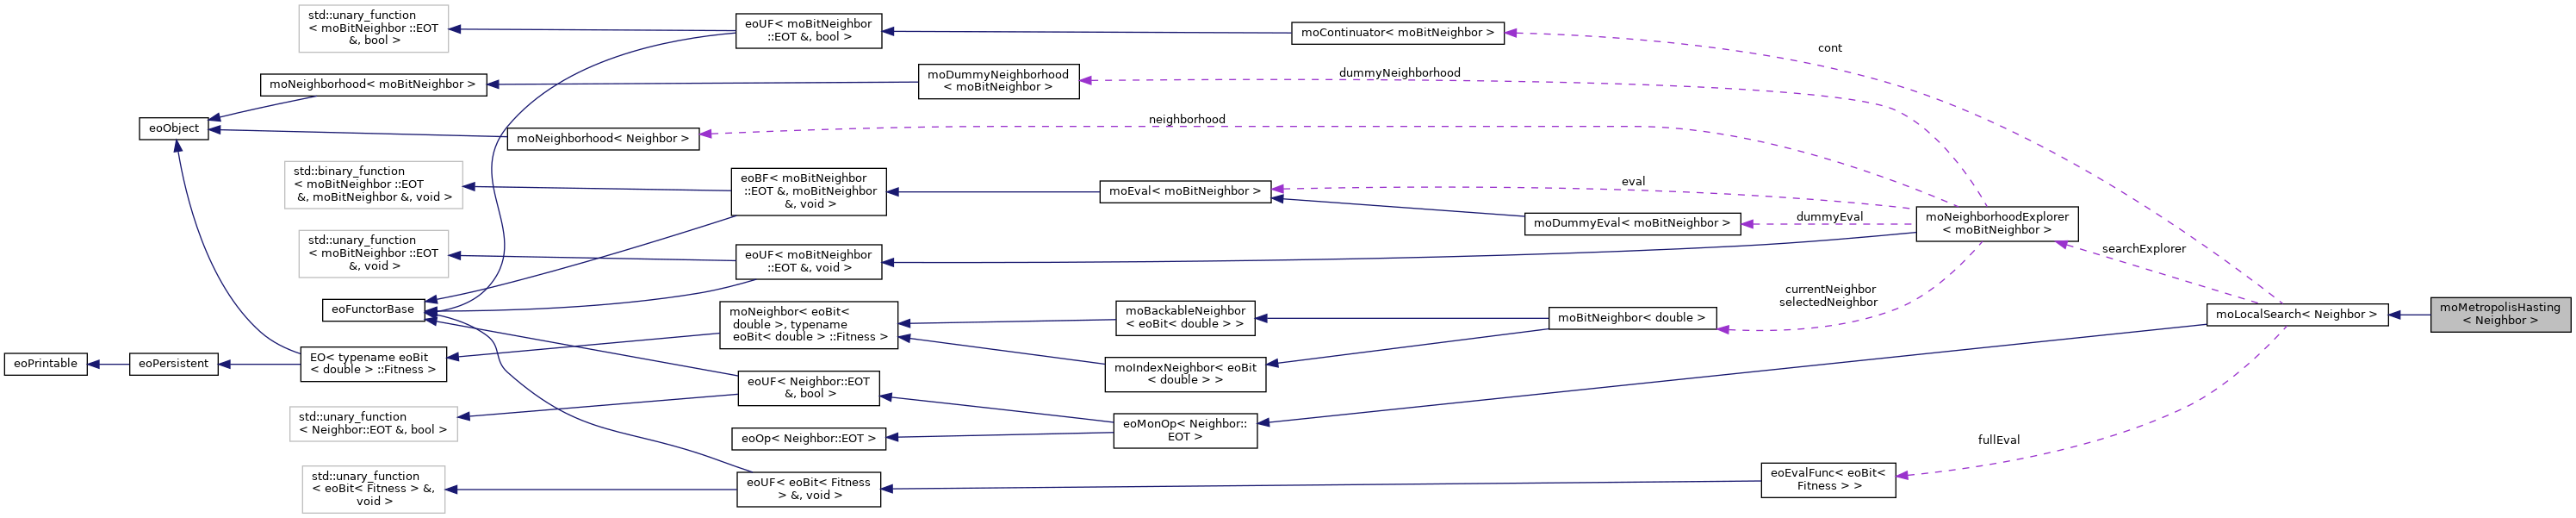 std::unary_function
< moBitNeighbor ::EOT
&, bool >
eoUF< moBitNeighbor
::EOT &, bool >
moContinuator< moBitNeighbor >
cont
moNeighborhood< moBitNeighbor >
moDummyNeighborhood
< moBitNeighbor >
dummyNeighborhood
eoObject
moNeighborhood< Neighbor >
neighborhood
std::binary_function
< moBitNeighbor ::EOT
&, moBitNeighbor &, void >
eoBF< moBitNeighbor
::EOT &, moBitNeighbor
&, void >
moEval< moBitNeighbor >
eval
moDummyEval< moBitNeighbor >
dummyEval
moNeighborhoodExplorer
< moBitNeighbor >
searchExplorer
std::unary_function
< moBitNeighbor ::EOT
&, void >
eoUF< moBitNeighbor
::EOT &, void >
eoFunctorBase
moNeighbor< eoBit<
double >, typename
eoBit< double > ::Fitness >
moBackableNeighbor
< eoBit< double > >
moBitNeighbor< double >
currentNeighbor
selectedNeighbor
moLocalSearch< Neighbor >
moMetropolisHasting
< Neighbor >
eoPrintable
eoPersistent
EO< typename eoBit
< double > ::Fitness >
moIndexNeighbor< eoBit
< double > >
eoUF< Neighbor::EOT
&, bool >
std::unary_function
< Neighbor::EOT &, bool >
eoOp< Neighbor::EOT >
eoMonOp< Neighbor::
EOT >
fullEval
std::unary_function
< eoBit< Fitness > &,
void >
eoUF< eoBit< Fitness
> &, void >
eoEvalFunc< eoBit<
Fitness > >